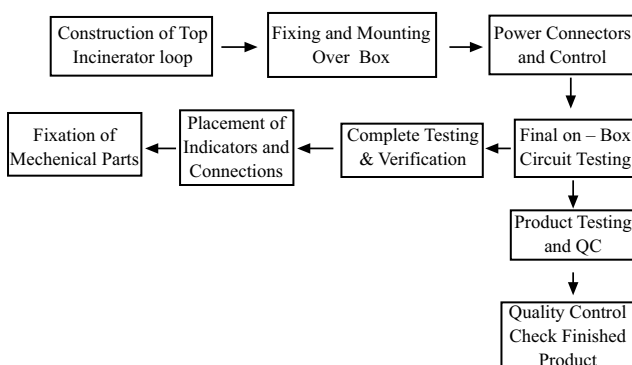 Construction of Top
Incinerator loop
Fixing and Mounting
Over Box
Power Connectors
and Control
Fixation of
Mechenical Parts
Placement of
Indicators and
Connections
Complete Testing
& Verification
Final on – Box
Circuit Testing
Product Testing
and QC
Quality Control
Check Finished
Product